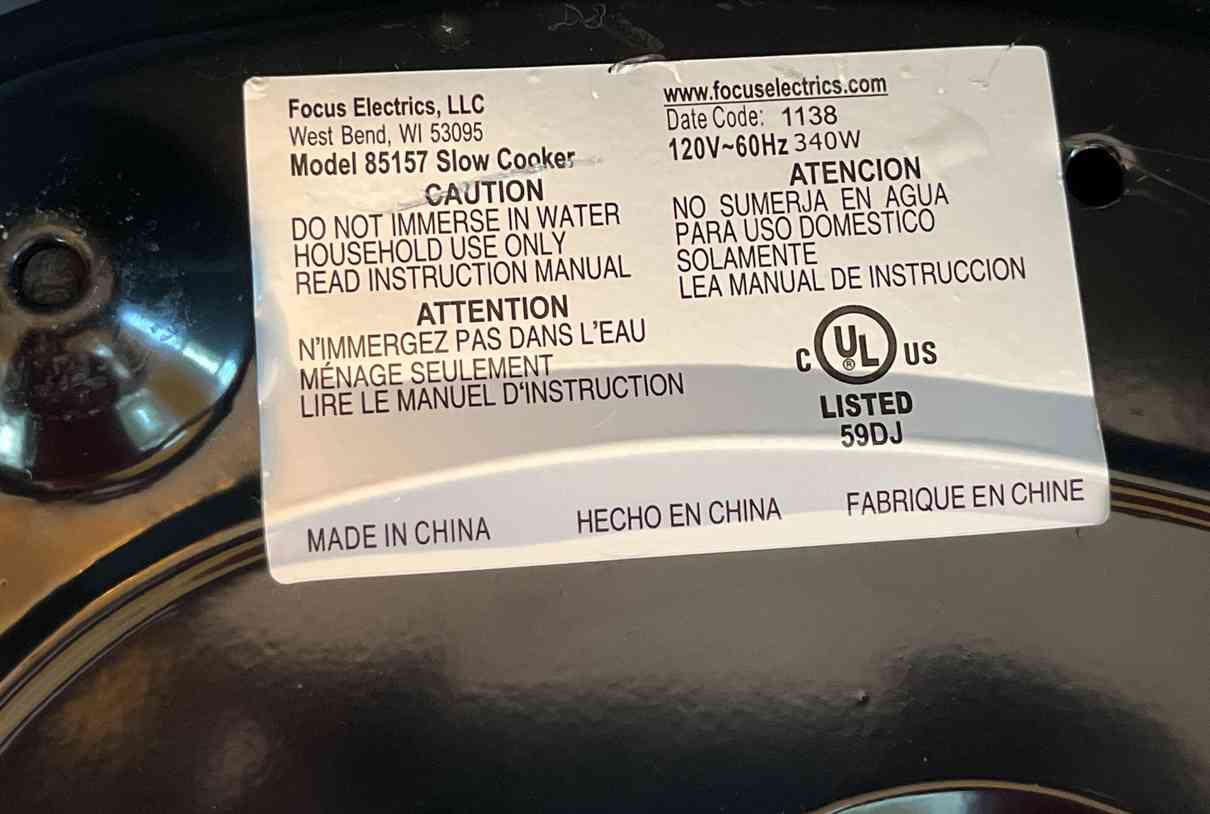 Focus Electrics, LLC
West Bend, WI 53095
Model 85157 Slow Cooker
CAUTION
DO NOT IMMERSE IN WATER
HOUSEHOLD USE ONLY
READ INSTRUCTION MANUAL
ATTENTION
N'IMMERGEZ PAS DANS L'EAU
MÉNAGE SEULEMENT
LIRE LE MANUEL D'INSTRUCTION
www.focuselectrics.com
Date Code: 1138
120V~60Hz 340W
ATENCION
NO SUMERJA EN AGUA
PARA USO DOMESTICO
SOLAMENTE
LEA MANUAL DE INSTRUCCION
C UL® US
LISTED
59DJ
MADE IN CHINA
HECHO EN CHINA
FABRIQUE EN CHINE